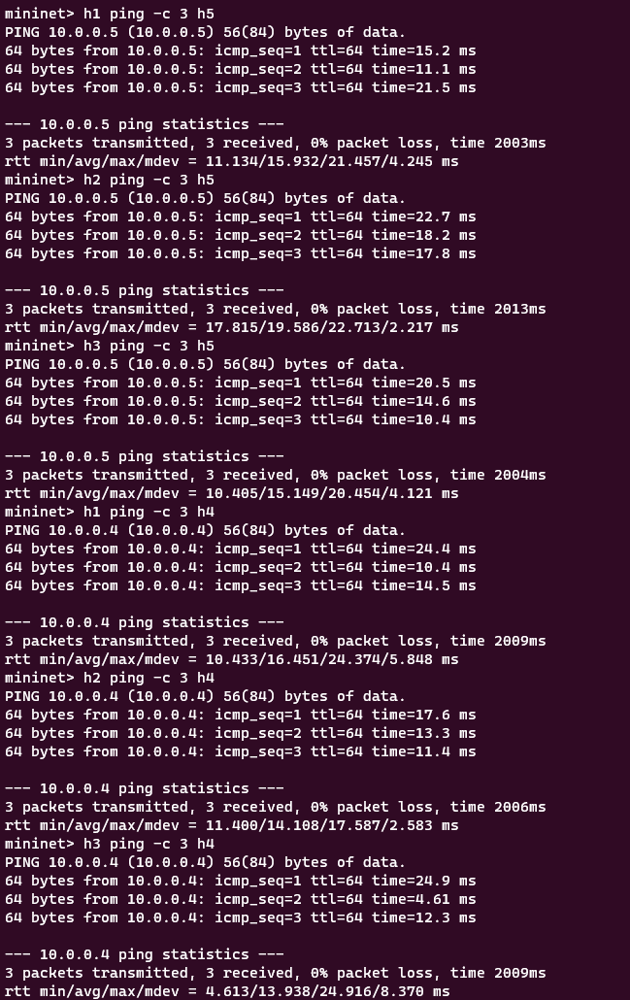 mininet> h1 ping -c 3 h5
PING 10.0.0.5 (10.0.0.5) 56(84) bytes of data.
64 bytes from 10.0.0.5: icmp_seq=1 ttl=64 time=15.2 ms
64 bytes from 10.0.0.5: icmp_seq=2 ttl=64 time=11.1 ms
64 bytes from 10.0.0.5: icmp_seq=3 ttl=64 time=21.5 ms

--- 10.0.0.5 ping statistics ---
3 packets transmitted, 3 received, 0% packet loss, time 2003ms
rtt min/avg/max/mdev = 11.134/15.932/21.457/4.245 ms
mininet> h2 ping -c 3 h5
PING 10.0.0.5 (10.0.0.5) 56(84) bytes of data.
64 bytes from 10.0.0.5: icmp_seq=1 ttl=64 time=22.7 ms
64 bytes from 10.0.0.5: icmp_seq=2 ttl=64 time=18.2 ms
64 bytes from 10.0.0.5: icmp_seq=3 ttl=64 time=17.8 ms

--- 10.0.0.5 ping statistics ---
3 packets transmitted, 3 received, 0% packet loss, time 2013ms
rtt min/avg/max/mdev = 17.815/19.586/22.713/2.217 ms
mininet> h3 ping -c 3 h5
PING 10.0.0.5 (10.0.0.5) 56(84) bytes of data.
64 bytes from 10.0.0.5: icmp_seq=1 ttl=64 time=20.5 ms
64 bytes from 10.0.0.5: icmp_seq=2 ttl=64 time=14.6 ms
64 bytes from 10.0.0.5: icmp_seq=3 ttl=64 time=10.4 ms

--- 10.0.0.5 ping statistics ---
3 packets transmitted, 3 received, 0% packet loss, time 2004ms
rtt min/avg/max/mdev = 10.405/15.149/20.454/4.121 ms
mininet> h1 ping -c 3 h4
PING 10.0.0.4 (10.0.0.4) 56(84) bytes of data.
64 bytes from 10.0.0.4: icmp_seq=1 ttl=64 time=24.4 ms
64 bytes from 10.0.0.4: icmp_seq=2 ttl=64 time=10.4 ms
64 bytes from 10.0.0.4: icmp_seq=3 ttl=64 time=14.5 ms

--- 10.0.0.4 ping statistics ---
3 packets transmitted, 3 received, 0% packet loss, time 2009ms
rtt min/avg/max/mdev = 10.433/16.451/24.374/5.848 ms
mininet> h2 ping -c 3 h4
PING 10.0.0.4 (10.0.0.4) 56(84) bytes of data.
64 bytes from 10.0.0.4: icmp_seq=1 ttl=64 time=17.6 ms
64 bytes from 10.0.0.4: icmp_seq=2 ttl=64 time=13.3 ms
64 bytes from 10.0.0.4: icmp_seq=3 ttl=64 time=11.4 ms

--- 10.0.0.4 ping statistics ---
3 packets transmitted, 3 received, 0% packet loss, time 2006ms
rtt min/avg/max/mdev = 11.400/14.108/17.587/2.583 ms
mininet> h3 ping -c 3 h4
PING 10.0.0.4 (10.0.0.4) 56(84) bytes of data.
64 bytes from 10.0.0.4: icmp_seq=1 ttl=64 time=24.9 ms
64 bytes from 10.0.0.4: icmp_seq=2 ttl=64 time=4.61 ms
64 bytes from 10.0.0.4: icmp_seq=3 ttl=64 time=12.3 ms

--- 10.0.0.4 ping statistics ---
3 packets transmitted, 3 received, 0% packet loss, time 2009ms
rtt min/avg/max/mdev = 4.613/13.938/24.916/8.370 ms